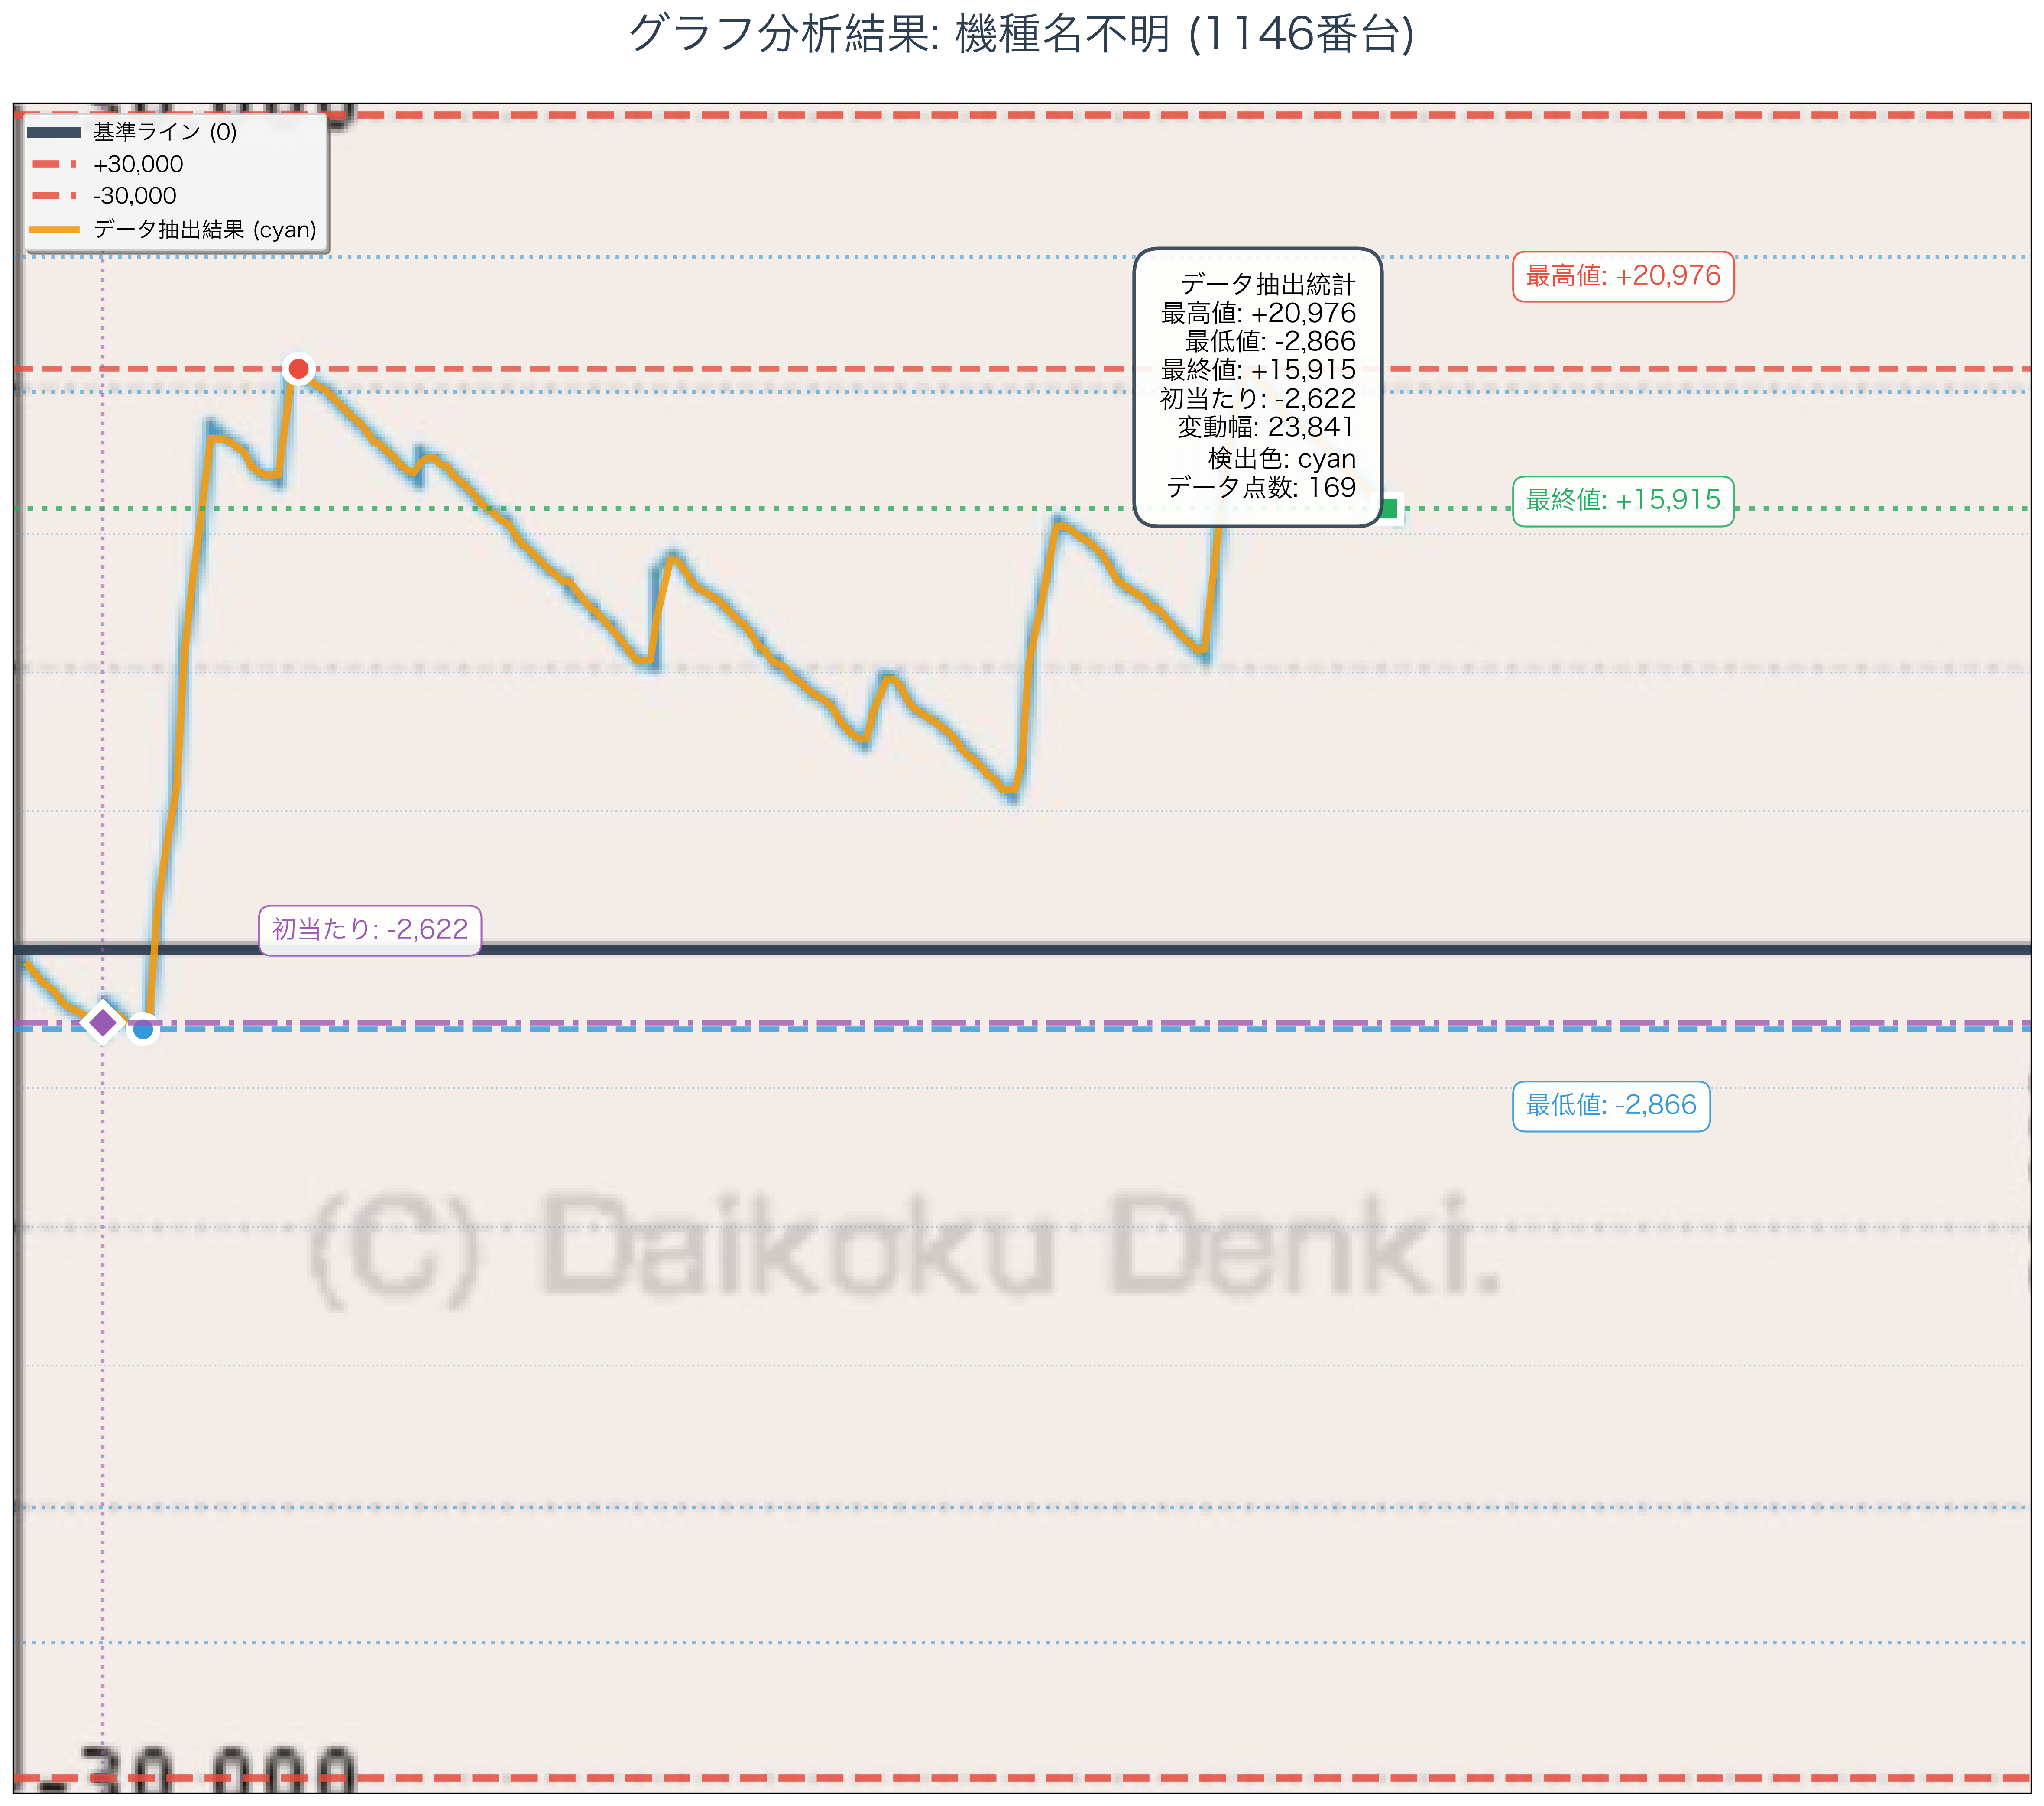 グラフ分析結果: 機種名不明 (1146番台)
基準ライン (0)
+30,000
-30,000
データ抽出結果 (cyan)
最高値: +20,976
データ抽出統計
最高値: +20,976
最低値: -2,866
最終値: +15,915
初当たり: -2,622
変動幅: 23,841
検出色: cyan
データ点数: 169
最終値: +15,915
初当たり: -2,622
最低値: -2,866
(C) Daikoku Denki.
-30,000